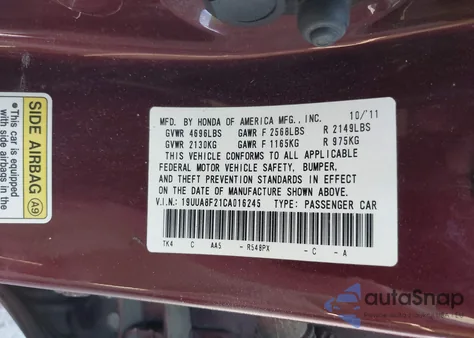 SIDE AIRBAG A9
•This car is equipped
with side airbags in
MFD. BY HONDA OF AMERICA MFG., INC. 10/'11
GVWR 4696LBS GAWR F 2568LBS R 2149LBS
GVWR 2130KG GAWR F 1165KG R 975KG
THIS VEHICLE CONFORMS TO ALL APPLICABLE
FEDERAL MOTOR VEHICLE SAFETY, BUMPER,
AND THEFT PREVENTION STANDARDS IN EFFECT
ON THE DATE OF MANUFACTURE SHOWN ABOVE.
V.I.N.: 19UUA8F21CA016245 TYPE: PASSENGER CAR
TK4 C AA5 - R548PX - C - A
autoSnap